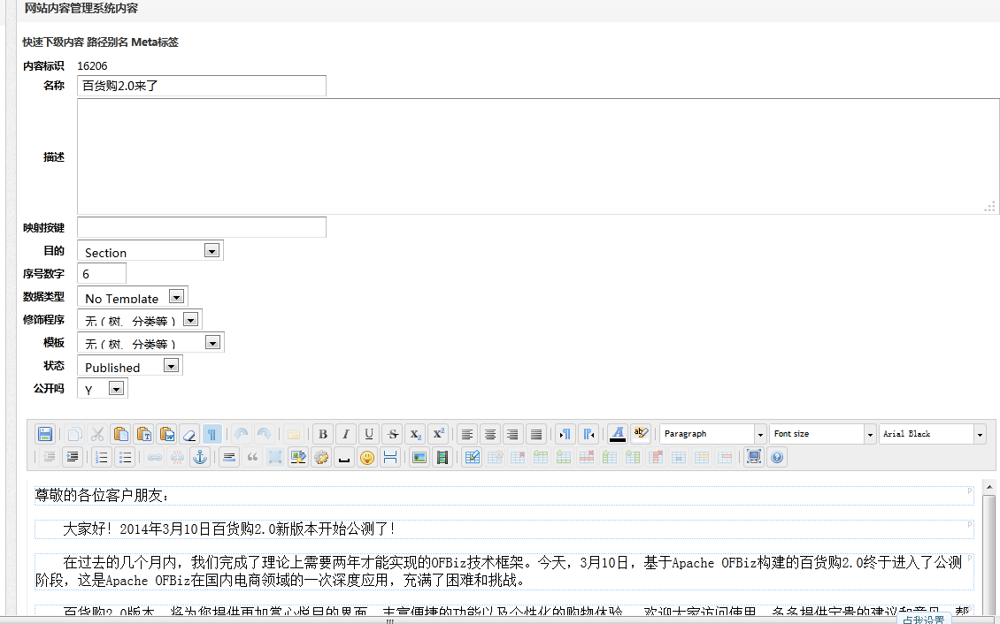 网站内容管理系统内容
快速下级内容 路径别名 Meta标签
内容标识 16206
名称 百货购2.0来了
描述
映射按键
目的 Section
序号数字 6
数据类型 No Template
修饰程序 无（树、分类等）
模板 无（树、分类等）
状态 Published
公开吗 Y
Paragraph Font size Arial Black
尊敬的各位客户朋友：
大家好！2014年3月10日百货购2.0新版本开始公测了！
在过去的几个月内，我们完成了理论上需要两年才能实现的OFBiz技术框架。今天，3月10日，基于Apache OFBiz构建的百货购2.0终于进入了公测
阶段，这是Apache OFBiz在国内电商领域的一次深度应用，充满了困难和挑战。
百货购2.0版本，将为您提供更加赏心悦目的界面、丰富便捷的功能以及个性化的购物体验。 欢迎大家访问使用，多多提供宝贵的建议和意见，帮
点我设置